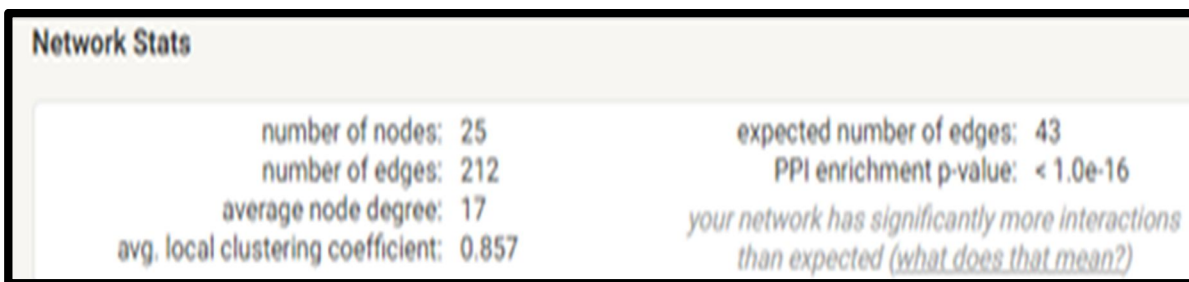 Network Stats
number of nodes: 25
number of edges: 212
average node degree: 17
avg. local clustering coefficient: 0.857
expected number of edges: 43
PPI enrichment p-value: < 1.0e-16
your network has significantly more interactions
than expected (what does that mean?)